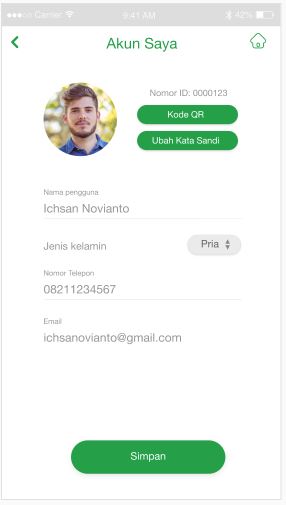 Carrier 9:41 AM 42%
Akun Saya
Nomor ID: 0000123
Kode QR
Ubah Kata Sandi
Nama pengguna
Ichsan Novianto
Jenis kelamin Pria
Nomor Telepon
08211234567
Email
ichsanovianto@gmail.com
Simpan